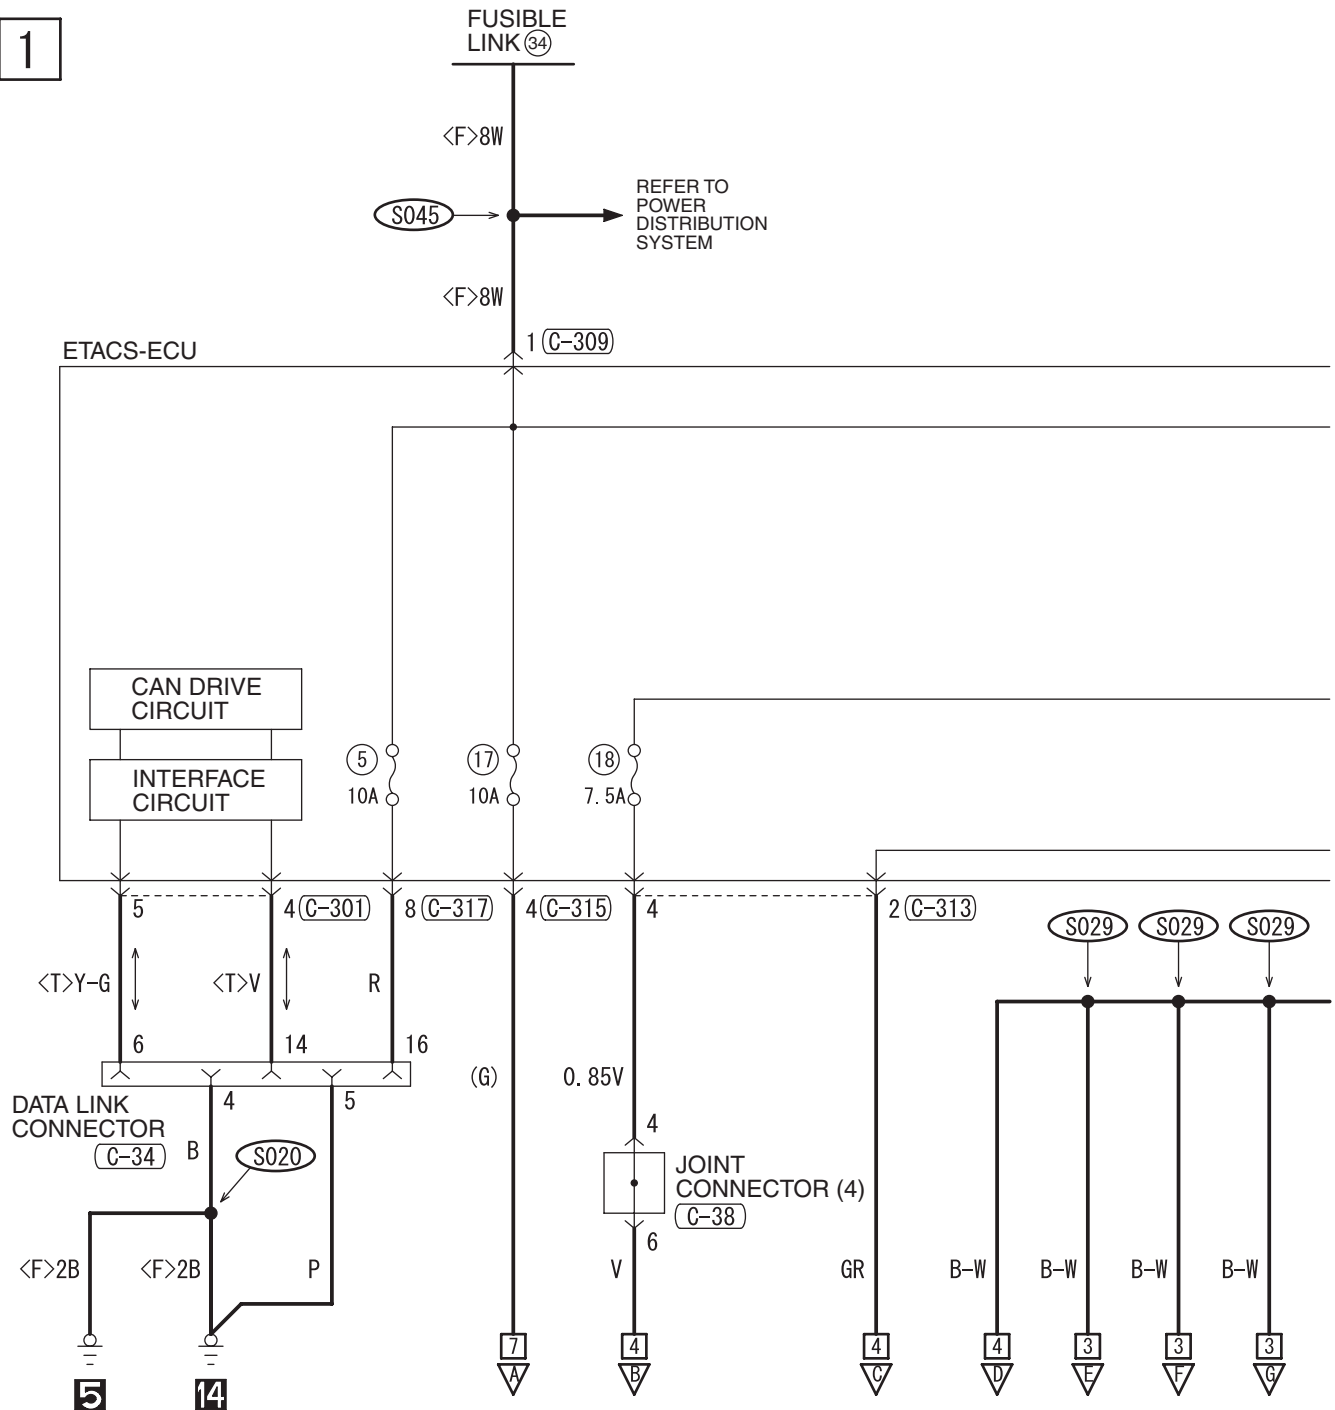 1
FUSIBLE
LINK 34
<F>8W
S045
REFER TO
POWER
DISTRIBUTION
SYSTEM
<F>8W
1 C-309
ETACS-ECU
CAN DRIVE
CIRCUIT
INTERFACE
CIRCUIT
5
10A
17
10A
18
7.5A
5
4 C-301
8 C-317
4 C-315
4
2 C-313
S029
S029
S029
<T>Y-G
<T>V
R
6
14
16
(G)
0.85V
4
5
DATA LINK
CONNECTOR
C-34
B
S020
4
JOINT
CONNECTOR (4)
C-38
6
<F>2B
<F>2B
P
V
GR
B-W
B-W
B-W
B-W
7
4
4
4
3
3
3
A
B
C
D
E
F
G
5
14